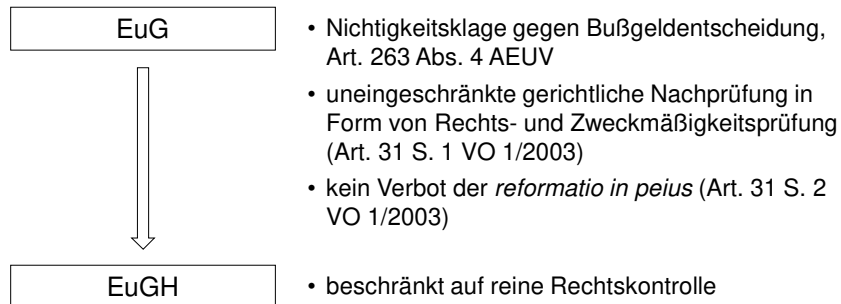 EuG
• Nichtigkeitsklage gegen Bußgeldentscheidung,
Art. 263 Abs. 4 AEUV
• uneingeschränkte gerichtliche Nachprüfung in
Form von Rechts- und Zweckmäßigkeitsprüfung
(Art. 31 S. 1 VO 1/2003)
• kein Verbot der reformatio in peius (Art. 31 S. 2
VO 1/2003)
EuGH
• beschränkt auf reine Rechtskontrolle